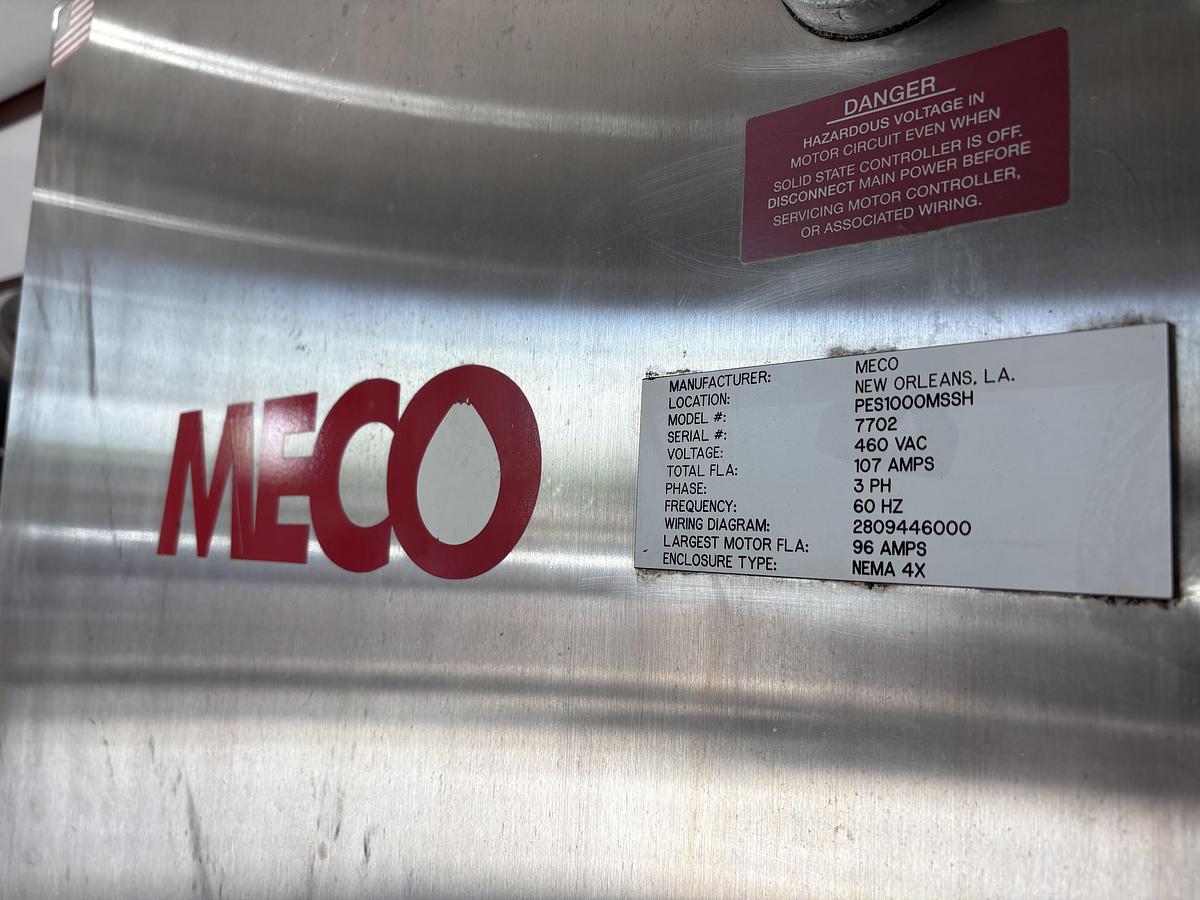 DANGER
HAZARDOUS VOLTAGE IN
MOTOR CIRCUIT EVEN WHEN
SOLID STATE CONTROLLER IS OFF.
DISCONNECT MAIN POWER BEFORE
SERVICING MOTOR CONTROLLER,
OR ASSOCIATED WIRING.
MECO
MANUFACTURER: MECO
LOCATION: NEW ORLEANS, LA.
MODEL #: PES1000MSSH
SERIAL #: 7702
VOLTAGE: 460 VAC
TOTAL FLA: 107 AMPS
PHASE: 3 PH
FREQUENCY: 60 HZ
WIRING DIAGRAM: 2809446000
LARGEST MOTOR FLA: 96 AMPS
ENCLOSURE TYPE: NEMA 4X